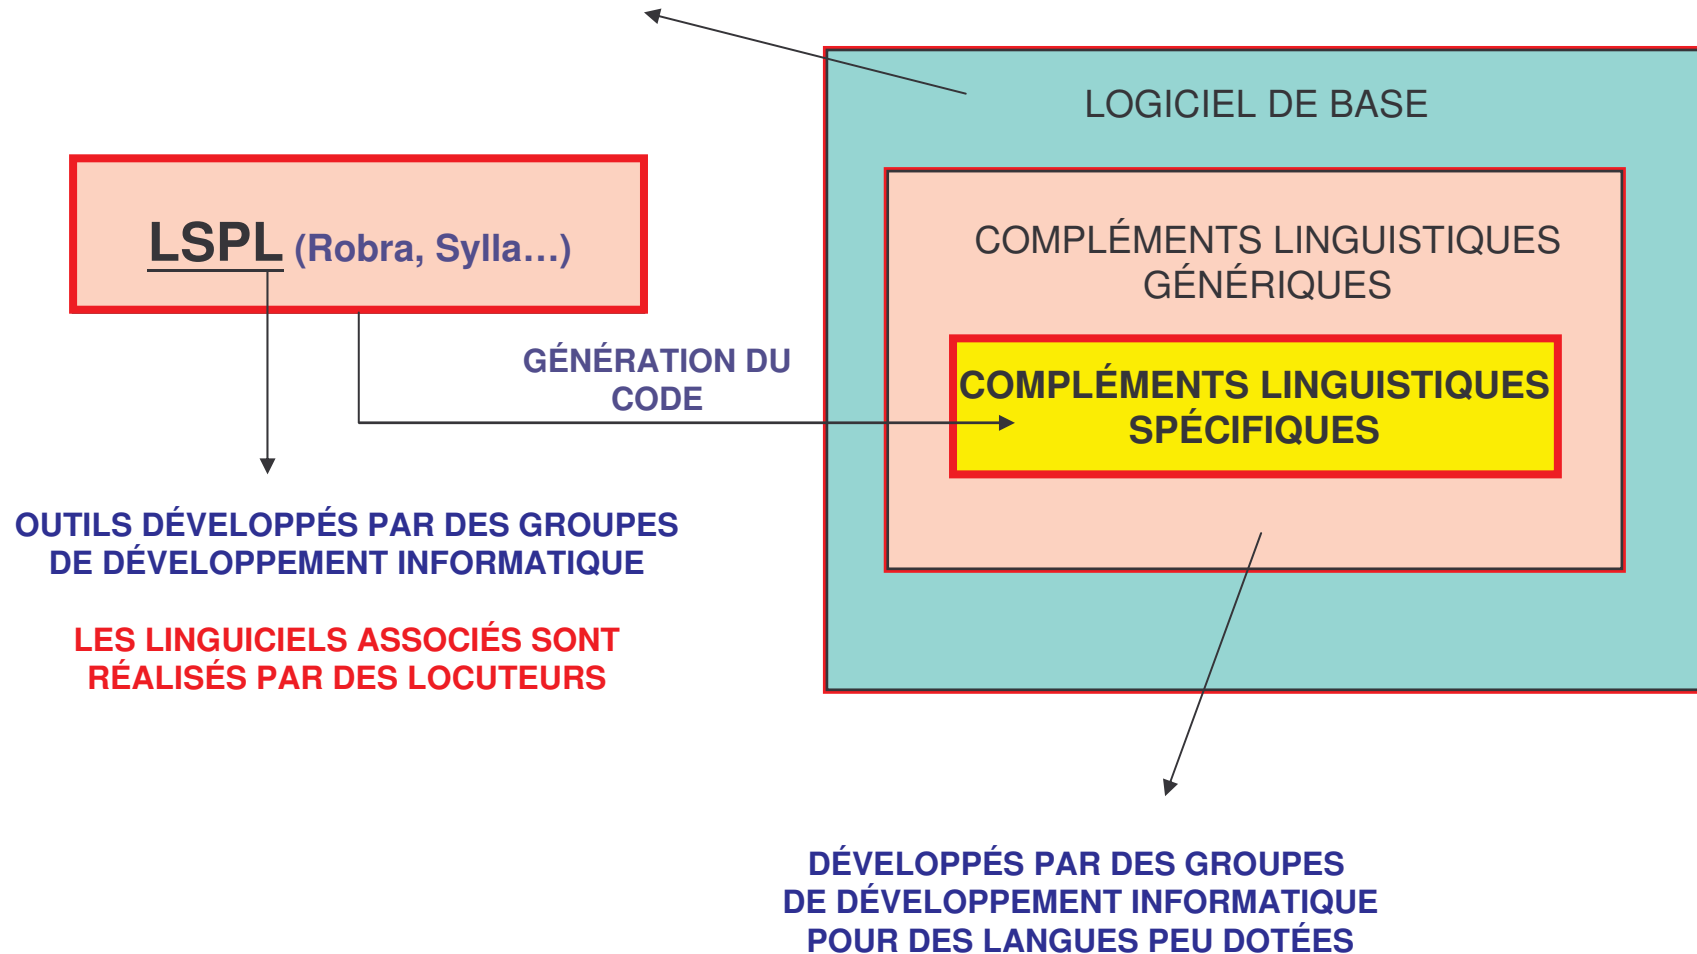 LOGICIEL DE BASE
LSPL (Robra, Sylla…)
COMPLÉMENTS LINGUISTIQUES
GÉNÉRIQUES
GÉNÉRATION DU
CODE
COMPLÉMENTS LINGUISTIQUES
SPÉCIFIQUES
OUTILS DÉVELOPPÉS PAR DES GROUPES
DE DÉVELOPPEMENT INFORMATIQUE
LES LINGUICIELS ASSOCIÉS SONT
RÉALISÉS PAR DES LOCUTEURS
DÉVELOPPÉS PAR DES GROUPES
DE DÉVELOPPEMENT INFORMATIQUE
POUR DES LANGUES PEU DOTÉES